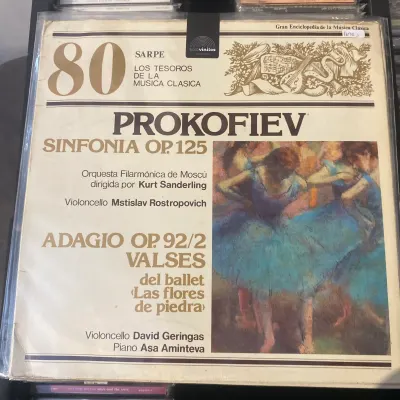 Gran Enciclopedia de la Música Clásica
80
SARPE
LOS TESOROS
DE LA
MUSICA CLASICA
PROKOFIEV
SINFONIA OP. 125
Orquesta Filarmónica de Moscú
dirigida por Kurt Sanderling
Violoncello Mstislav Rostropovich
ADAGIO OP. 92/2
VALSES
del ballet
‹Las flores
de piedra›
Violoncello David Geringas
Piano Asa Aminteva